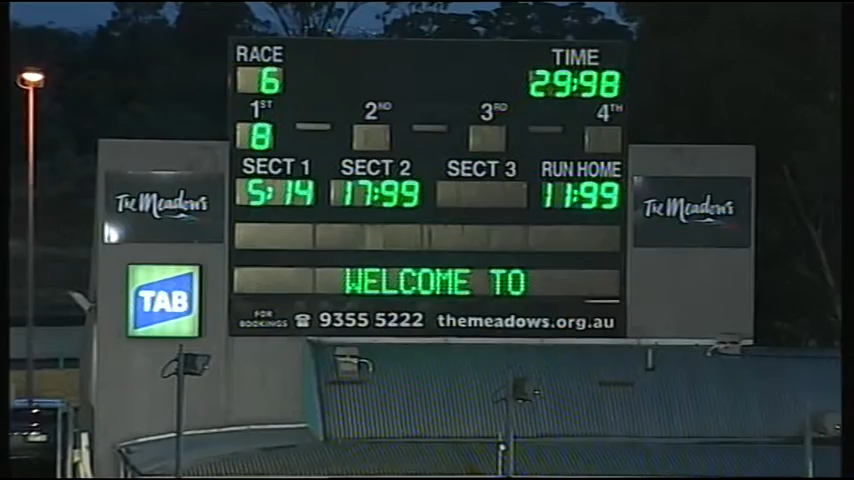 RACE TIME
6 29:98
1ST 2ND 3RD 4TH
8
SECT 1 SECT 2 SECT 3 RUN HOME
5:14 17:99 11:99
The Meadows
The Meadows
WELCOME TO
TAB
FOR BOOKINGS ☎ 9355 5222 themeadows.org.au